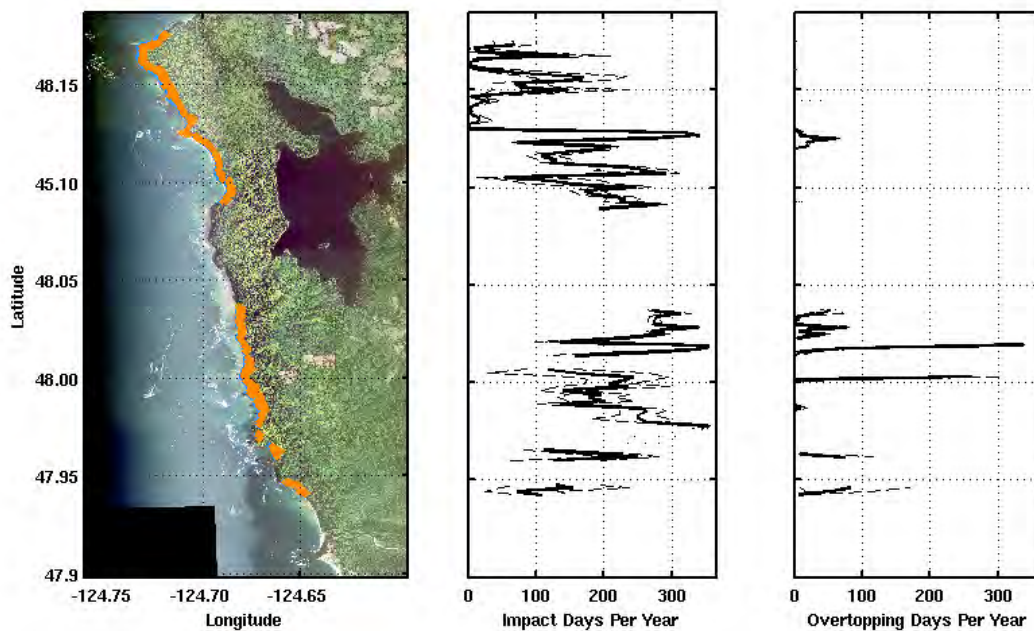 48.15
45.10
48.05
48.00
47.95
47.9
Latitude
-124.75 -124.70 -124.65
Longitude
0 100 200 300
Impact Days Per Year
0 100 200 300
Overtopping Days Per Year